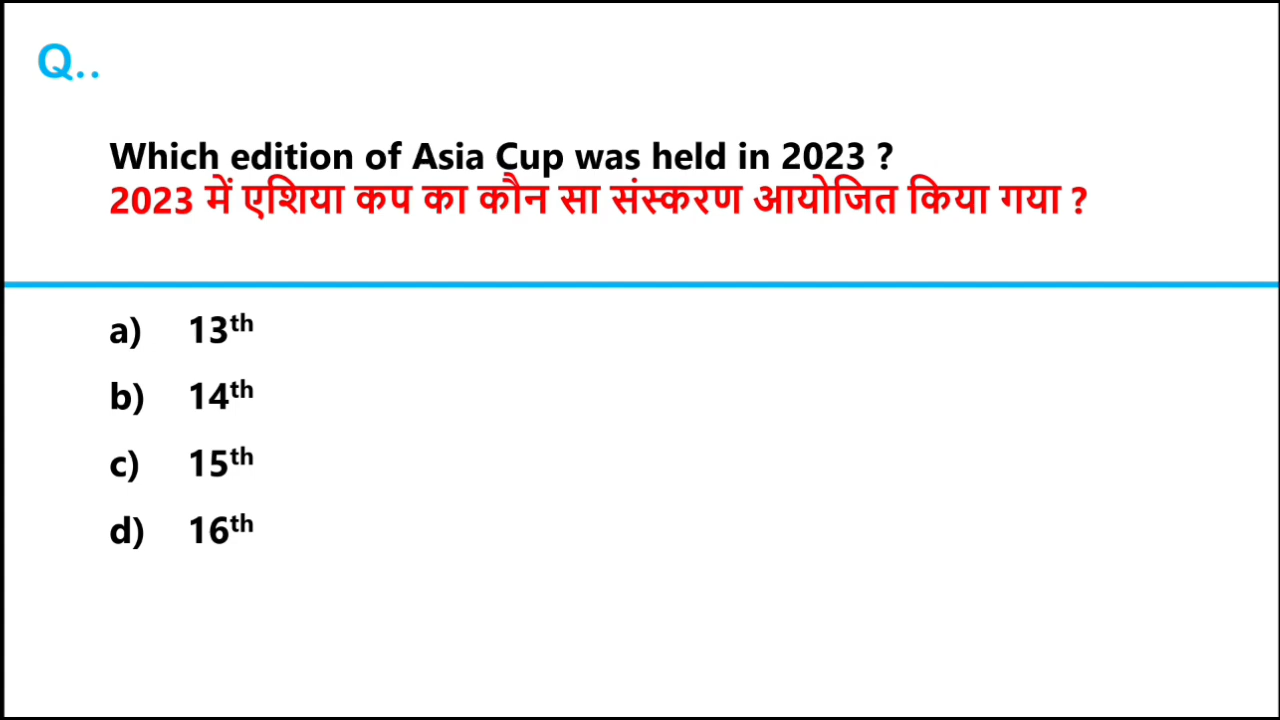 Q..
Which edition of Asia Cup was held in 2023 ?
2023 में एशिया कप का कौन सा संस्करण आयोजित किया गया ?
a) 13th
b) 14th
c) 15th
d) 16th